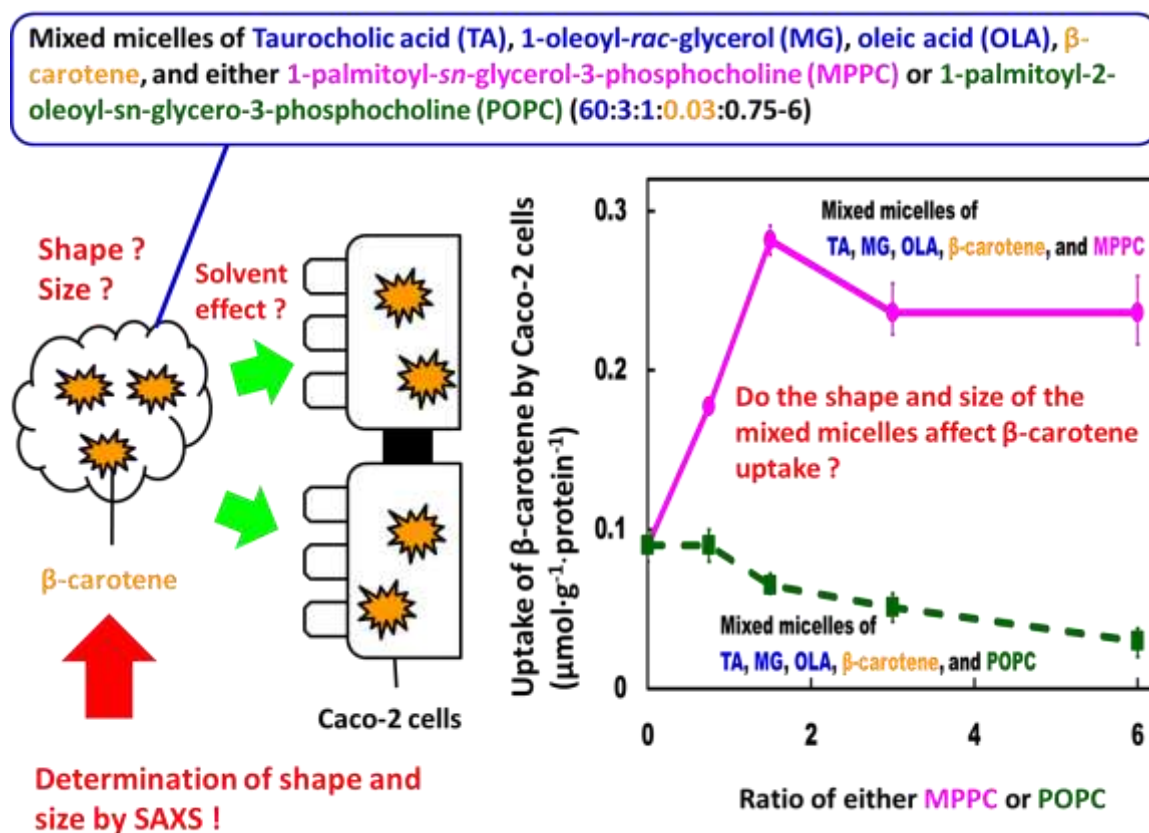 Mixed micelles of Taurocholic acid (TA), 1-oleoyl-rac-glycerol (MG), oleic acid (OLA), β-
carotene, and either 1-palmitoyl-sn-glycerol-3-phosphocholine (MPPC) or 1-palmitoyl-2-
oleoyl-sn-glycero-3-phosphocholine (POPC) (60:3:1:0.03:0.75-6)
Shape ?
Size ?
Solvent
effect ?
β-carotene
Caco-2 cells
Determination of shape and
size by SAXS !
Uptake of β-carotene by Caco-2 cells
(μmol·g⁻¹·protein⁻¹)
0.3
0.2
0.1
0
Mixed micelles of
TA, MG, OLA, β-carotene, and MPPC
Do the shape and size of the
mixed micelles affect β-carotene
uptake ?
Mixed micelles of
TA, MG, OLA, β-carotene, and POPC
0 2 4 6
Ratio of either MPPC or POPC